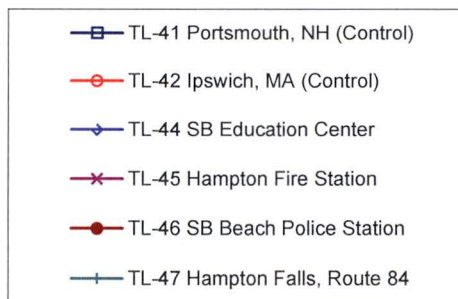 TL-41 Portsmouth, NH (Control)
TL-42 Ipswich, MA (Control)
TL-44 SB Education Center
TL-45 Hampton Fire Station
TL-46 SB Beach Police Station
TL-47 Hampton Falls, Route 84